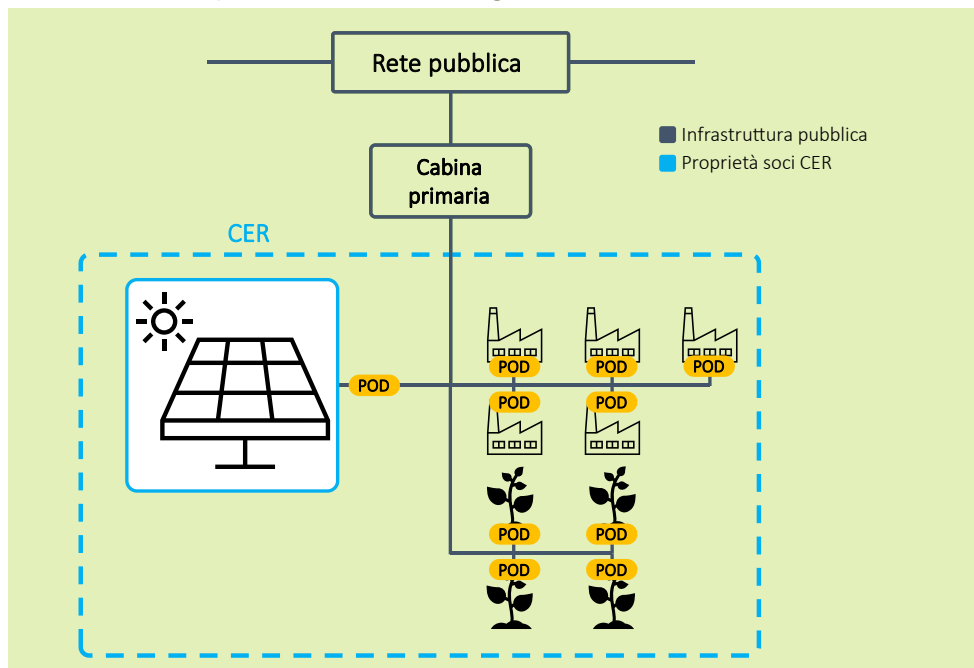 Rete pubblica
Infrastruttura pubblica
Proprietà soci CER
Cabina
primaria
CER
POD POD POD
POD
POD POD
POD POD
POD POD